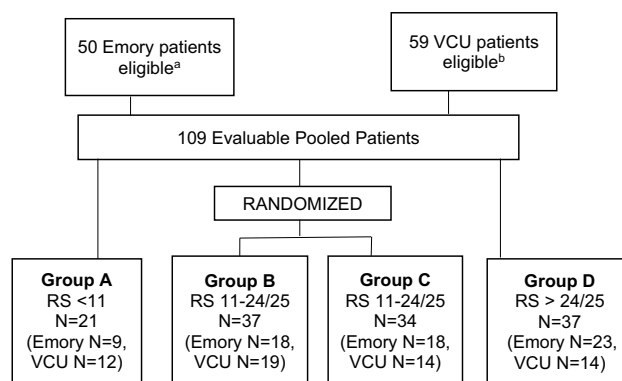 50 Emory patients
eligibleᵃ
59 VCU patients
eligibleᵇ
109 Evaluable Pooled Patients
RANDOMIZED
Group A
RS <11
N=21
(Emory N=9,
VCU N=12)
Group B
RS 11-24/25
N=37
(Emory N=18,
VCU N=19)
Group C
RS 11-24/25
N=34
(Emory N=18,
VCU N=14)
Group D
RS > 24/25
N=37
(Emory N=23,
VCU N=14)